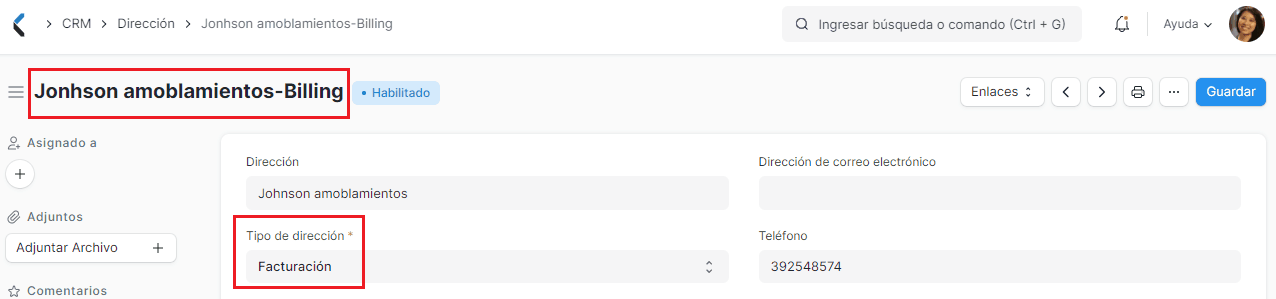 CRM > Dirección > Jonhson amoblamientos-Billing
Ingresar búsqueda o comando (Ctrl + G)
Ayuda
Jonhson amoblamientos-Billing
Habilitado
Enlaces
Guardar
Asignado a
Adjuntos
Adjuntar Archivo
Comentarios
Dirección
Johnson amoblamientos
Dirección de correo electrónico
Tipo de dirección *
Facturación
Teléfono
392548574